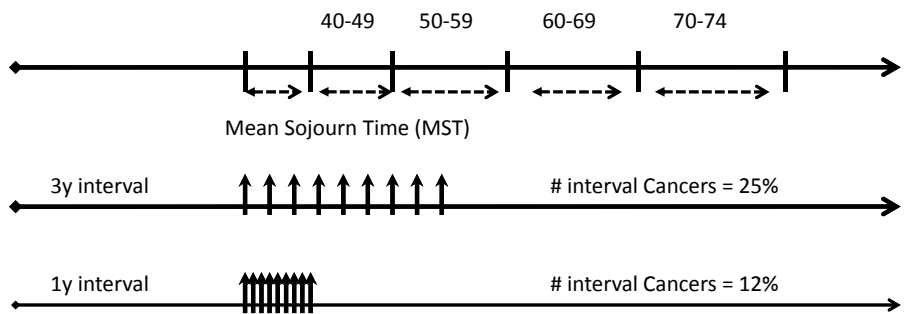 40-49 50-59 60-69 70-74
Mean Sojourn Time (MST)
3y interval # interval Cancers = 25%
1y interval # interval Cancers = 12%